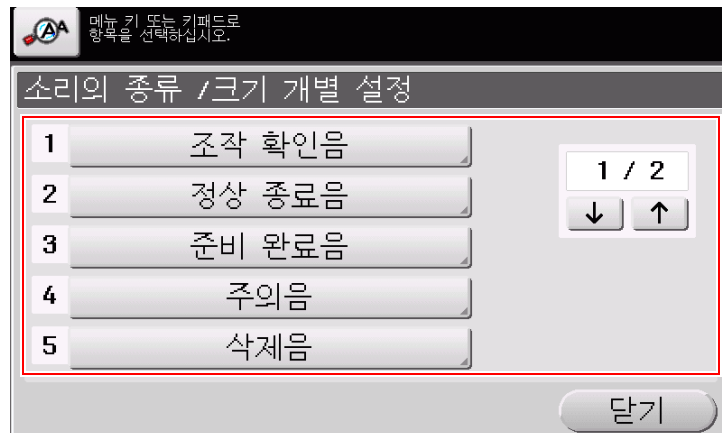 메뉴 키 또는 키패드로
항목을 선택하십시오.
소리의 종류 /크기 개별 설정
1 조작 확인음
2 정상 종료음
3 준비 완료음
4 주의음
5 삭제음
1 / 2
↓ ↑
닫기